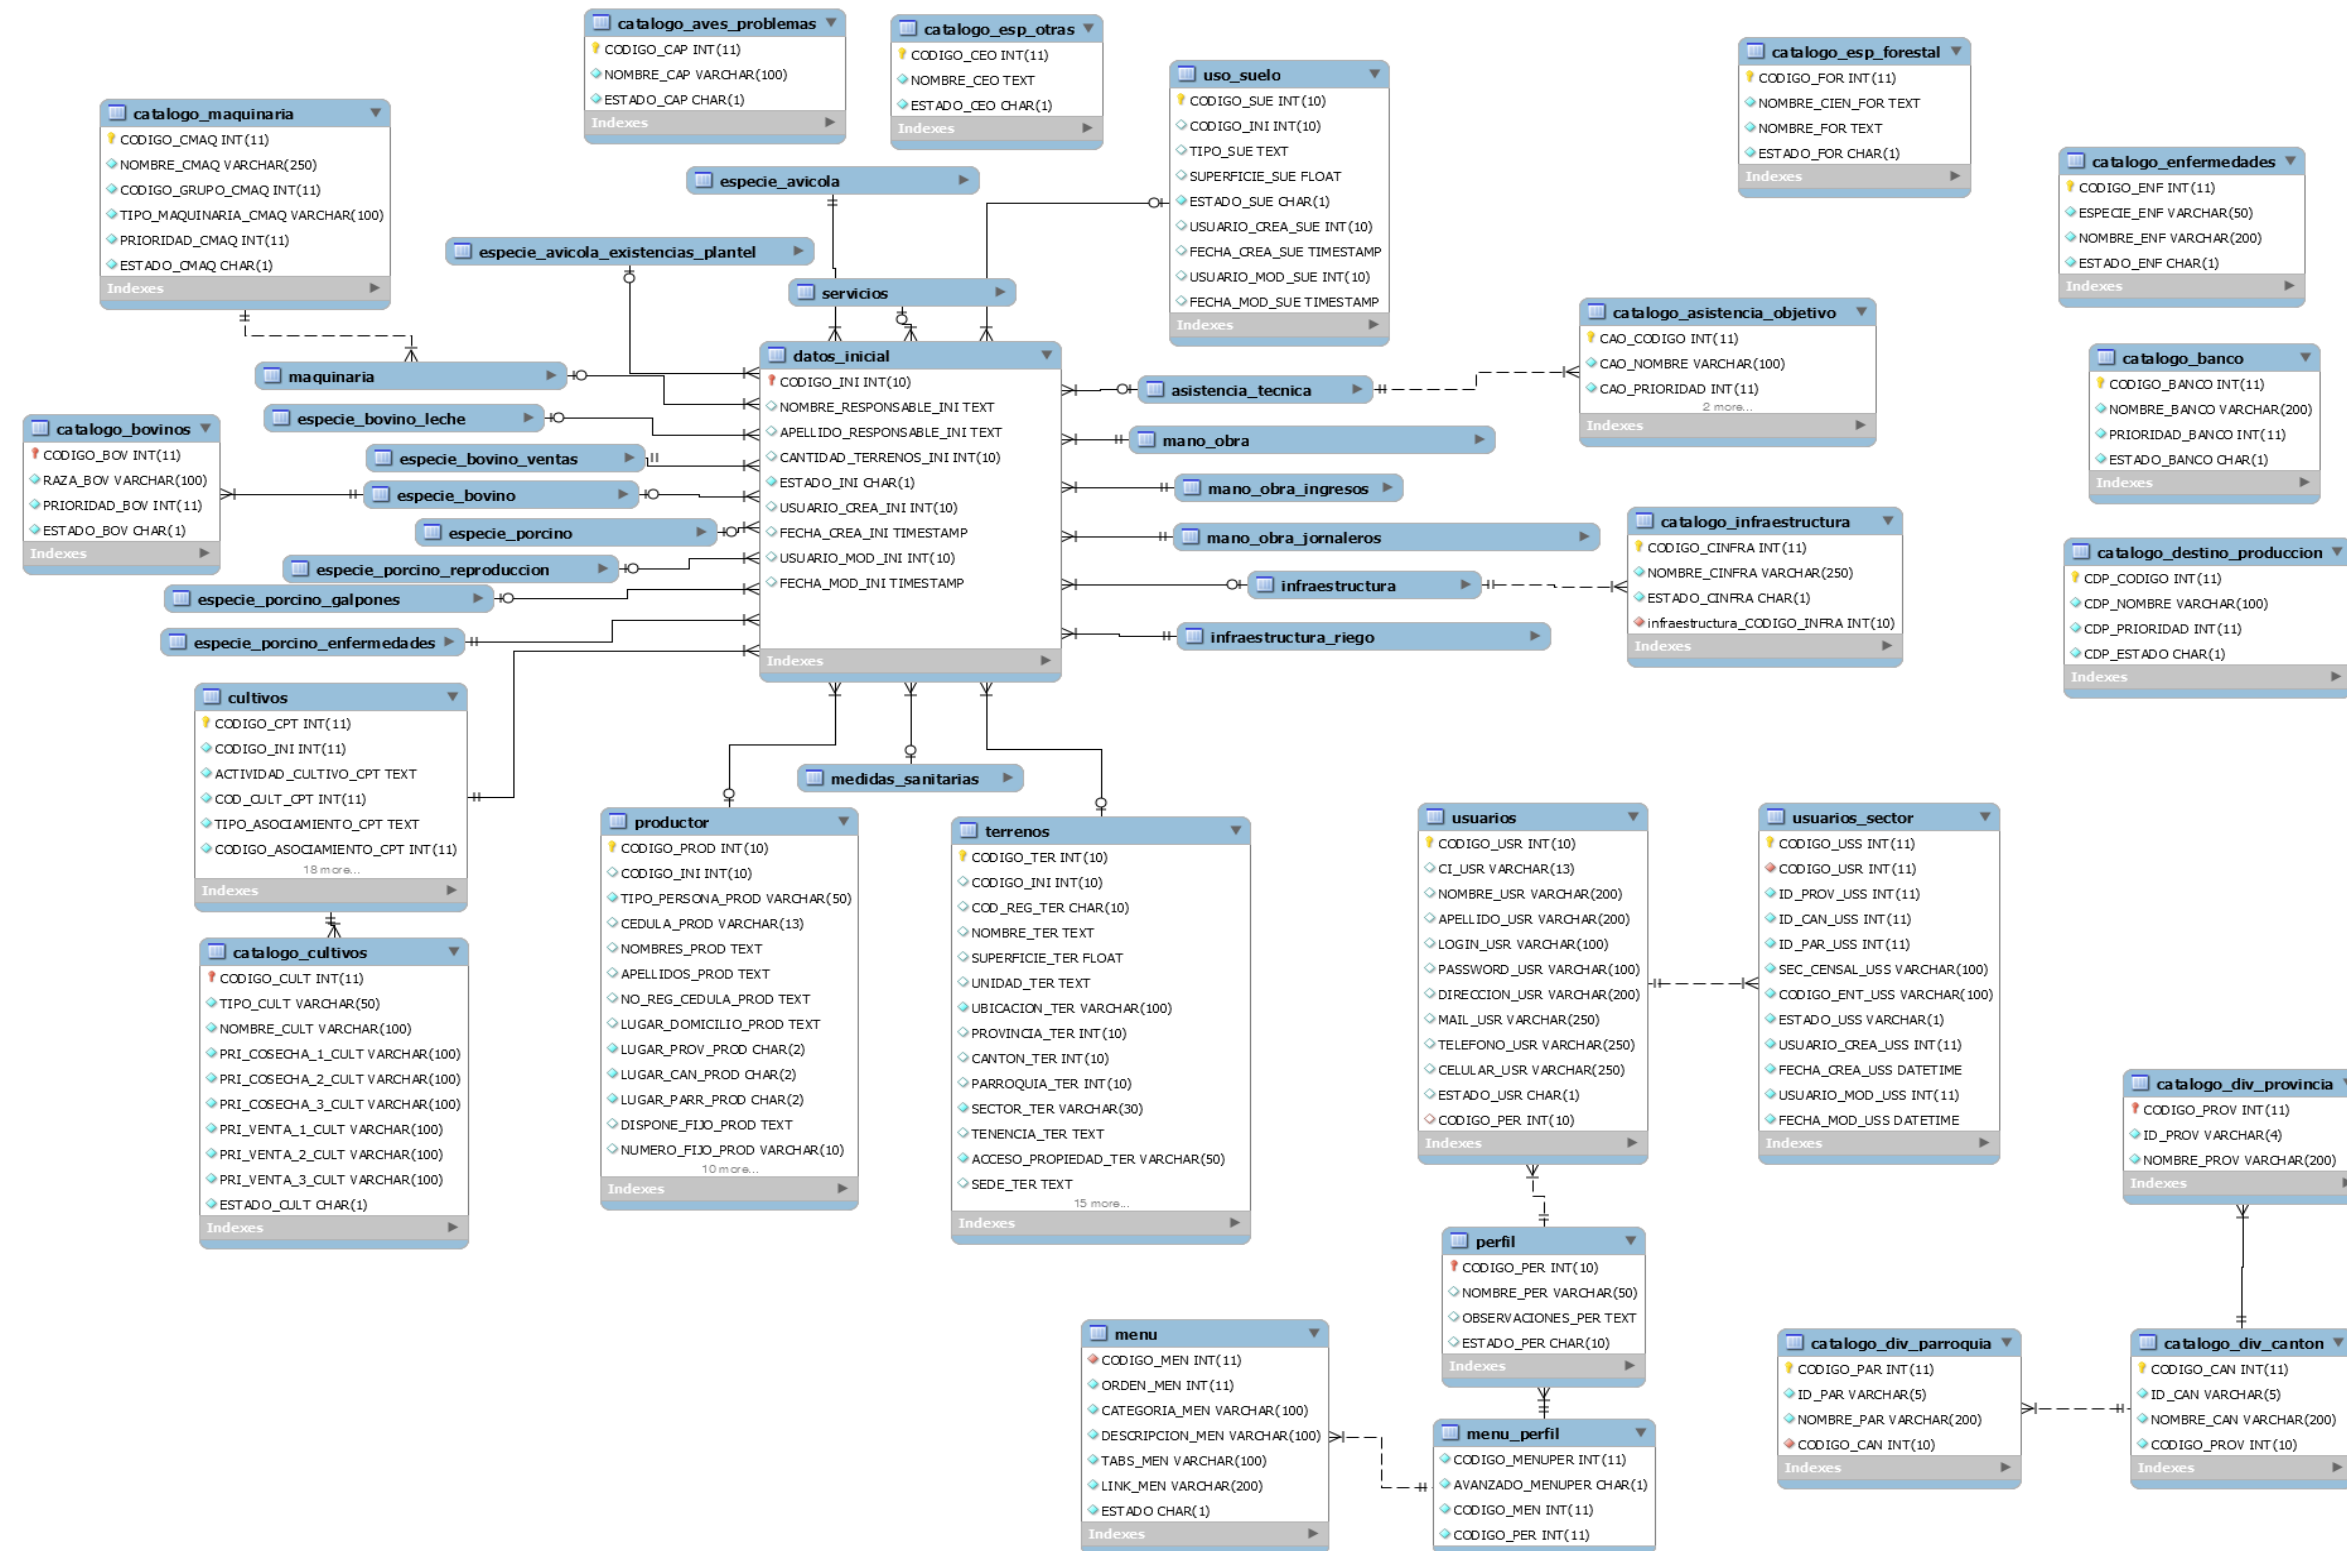 catalogo_aves_problemas
CODIGO_CAP INT(11)
NOMBRE_CAP VARCHAR(100)
ESTADO_CAP CHAR(1)
Indexes
catalogo_esp_otras
CODIGO_CEO INT(11)
NOMBRE_CEO TEXT
ESTADO_CEO CHAR(1)
Indexes
uso_suelo
CODIGO_SUE INT(10)
CODIGO_INI INT(10)
TIPO_SUE TEXT
SUPERFICIE_SUE FLOAT
ESTADO_SUE CHAR(1)
USUARIO_CREA_SUE INT(10)
FECHA_CREA_SUE TIMESTAMP
USUARIO_MOD_SUE INT(10)
FECHA_MOD_SUE TIMESTAMP
Indexes
catalogo_esp_forestal
CODIGO_FOR INT(11)
NOMBRE_CIEN_FOR TEXT
NOMBRE_FOR TEXT
ESTADO_FOR CHAR(1)
Indexes
catalogo_maquinaria
CODIGO_CMAQ INT(11)
NOMBRE_CMAQ VARCHAR(250)
CODIGO_GRUPO_CMAQ INT(11)
TIPO_MAQUINARIA_CMAQ VARCHAR(100)
PRIORIDAD_CMAQ INT(11)
ESTADO_CMAQ CHAR(1)
Indexes
catalogo_enfermedades
CODIGO_ENF INT(11)
ESPECIE_ENF VARCHAR(50)
NOMBRE_ENF VARCHAR(200)
ESTADO_ENF CHAR(1)
Indexes
especie_avicola
especie_avicola_existencias_plantel
servicios
catalogo_asistencia_objetivo
CAO_CODIGO INT(11)
CAO_NOMBRE VARCHAR(100)
CAO_PRIORIDAD INT(11)
2 more...
Indexes
datos_inicial
CODIGO_INI INT(10)
NOMBRE_RESPONSABLE_INI TEXT
APELLIDO_RESPONSABLE_INI TEXT
CANTIDAD_TERRENOS_INI INT(10)
ESTADO_INI CHAR(1)
USUARIO_CREA_INI INT(10)
FECHA_CREA_INI TIMESTAMP
USUARIO_MOD_INI INT(10)
FECHA_MOD_INI TIMESTAMP
Indexes
catalogo_banco
CODIGO_BANCO INT(11)
NOMBRE_BANCO VARCHAR(200)
PRIORIDAD_BANCO INT(11)
ESTADO_BANCO CHAR(1)
Indexes
maquinaria
especie_bovino_leche
especie_bovino_ventas
especie_bovino
especie_porcino
especie_porcino_reproduccion
especie_porcino_galpones
especie_porcino_enfermedades
catalogo_bovinos
CODIGO_BOV INT(11)
RAZA_BOV VARCHAR(100)
PRIORIDAD_BOV INT(11)
ESTADO_BOV CHAR(1)
Indexes
asistencia_tecnica
mano_obra
mano_obra_ingresos
mano_obra_jornaleros
infraestructura
infraestructura_riego
catalogo_infraestructura
CODIGO_CINFRA INT(11)
NOMBRE_CINFRA VARCHAR(250)
ESTADO_CINFRA CHAR(1)
infraestructura_CODIGO_INFRA INT(10)
Indexes
catalogo_destino_produccion
CDP_CODIGO INT(11)
CDP_NOMBRE VARCHAR(100)
CDP_PRIORIDAD INT(11)
CDP_ESTADO CHAR(1)
Indexes
cultivos
CODIGO_CPT INT(11)
CODIGO_INI INT(11)
ACTIVIDAD_CULTIVO_CPT TEXT
COD_CULT_CPT INT(11)
TIPO_ASOCIAMIENTO_CPT TEXT
CODIGO_ASOCIAMIENTO_CPT INT(11)
18 more...
Indexes
medidas_sanitarias
catalogo_cultivos
CODIGO_CULT INT(11)
TIPO_CULT VARCHAR(50)
NOMBRE_CULT VARCHAR(100)
PRI_COSECHA_1_CULT VARCHAR(100)
PRI_COSECHA_2_CULT VARCHAR(100)
PRI_COSECHA_3_CULT VARCHAR(100)
PRI_VENTA_1_CULT VARCHAR(100)
PRI_VENTA_2_CULT VARCHAR(100)
PRI_VENTA_3_CULT VARCHAR(100)
ESTADO_CULT CHAR(1)
Indexes
productor
CODIGO_PROD INT(10)
CODIGO_INI INT(10)
TIPO_PERSONA_PROD VARCHAR(50)
CEDULA_PROD VARCHAR(13)
NOMBRES_PROD TEXT
APELLIDOS_PROD TEXT
NO_REG_CEDULA_PROD TEXT
LUGAR_DOMICILIO_PROD TEXT
LUGAR_PROV_PROD CHAR(2)
LUGAR_CAN_PROD CHAR(2)
LUGAR_PARR_PROD CHAR(2)
DISPONE_FIJO_PROD TEXT
NUMERO_FIJO_PROD VARCHAR(10)
10 more...
Indexes
terrenos
CODIGO_TER INT(10)
CODIGO_INI INT(10)
COD_REG_TER CHAR(10)
NOMBRE_TER TEXT
SUPERFICIE_TER FLOAT
UNIDAD_TER TEXT
UBICACION_TER VARCHAR(100)
PROVINCIA_TER INT(10)
CANTON_TER INT(10)
PARROQUIA_TER INT(10)
SECTOR_TER VARCHAR(30)
TENENCIA_TER TEXT
ACCESO_PROPIEDAD_TER VARCHAR(50)
SEDE_TER TEXT
15 more...
Indexes
usuarios
CODIGO_USR INT(10)
CI_USR VARCHAR(13)
NOMBRE_USR VARCHAR(200)
APELLIDO_USR VARCHAR(200)
LOGIN_USR VARCHAR(100)
PASSWORD_USR VARCHAR(100)
DIRECCION_USR VARCHAR(200)
MAIL_USR VARCHAR(250)
TELEFONO_USR VARCHAR(250)
CELULAR_USR VARCHAR(250)
ESTADO_USR CHAR(1)
CODIGO_PER INT(10)
Indexes
usuarios_sector
CODIGO_USS INT(11)
CODIGO_USR INT(11)
ID_PROV_USS INT(11)
ID_CAN_USS INT(11)
ID_PAR_USS INT(11)
SEC_CENSAL_USS VARCHAR(100)
CODIGO_ENT_USS VARCHAR(100)
ESTADO_USS VARCHAR(1)
USUARIO_CREA_USS INT(11)
FECHA_CREA_USS DATETIME
USUARIO_MOD_USS INT(11)
FECHA_MOD_USS DATETIME
Indexes
catalogo_div_provincia
CODIGO_PROV INT(11)
ID_PROV VARCHAR(4)
NOMBRE_PROV VARCHAR(200)
Indexes
perfil
CODIGO_PER INT(10)
NOMBRE_PER VARCHAR(50)
OBSERVACIONES_PER TEXT
ESTADO_PER CHAR(10)
Indexes
menu
CODIGO_MEN INT(11)
ORDEN_MEN INT(11)
CATEGORIA_MEN VARCHAR(100)
DESCRIPCION_MEN VARCHAR(100)
TABS_MEN VARCHAR(100)
LINK_MEN VARCHAR(200)
ESTADO CHAR(1)
Indexes
menu_perfil
CODIGO_MENUPER INT(11)
AVANZADO_MENUPER CHAR(1)
CODIGO_MEN INT(11)
CODIGO_PER INT(11)
catalogo_div_parroquia
CODIGO_PAR INT(11)
ID_PAR VARCHAR(5)
NOMBRE_PAR VARCHAR(200)
CODIGO_CAN INT(10)
Indexes
catalogo_div_canton
CODIGO_CAN INT(11)
ID_CAN VARCHAR(5)
NOMBRE_CAN VARCHAR(200)
CODIGO_PROV INT(10)
Indexes